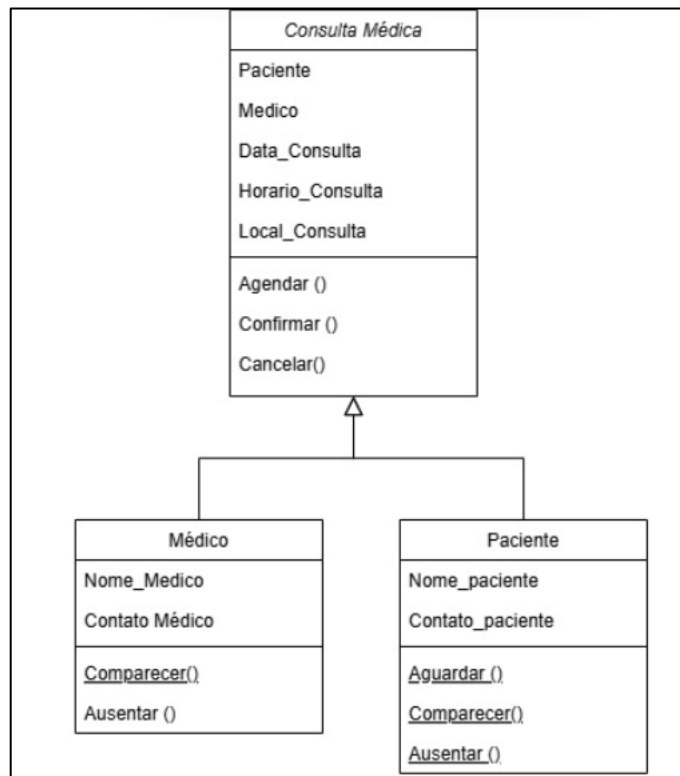 Consulta Médica
Paciente
Medico
Data_Consulta
Horario_Consulta
Local_Consulta
Agendar ()
Confirmar ()
Cancelar()
Médico
Nome_Medico
Contato Médico
Comparecer()
Ausentar ()
Paciente
Nome_paciente
Contato_paciente
Aguardar ()
Comparecer()
Ausentar ()